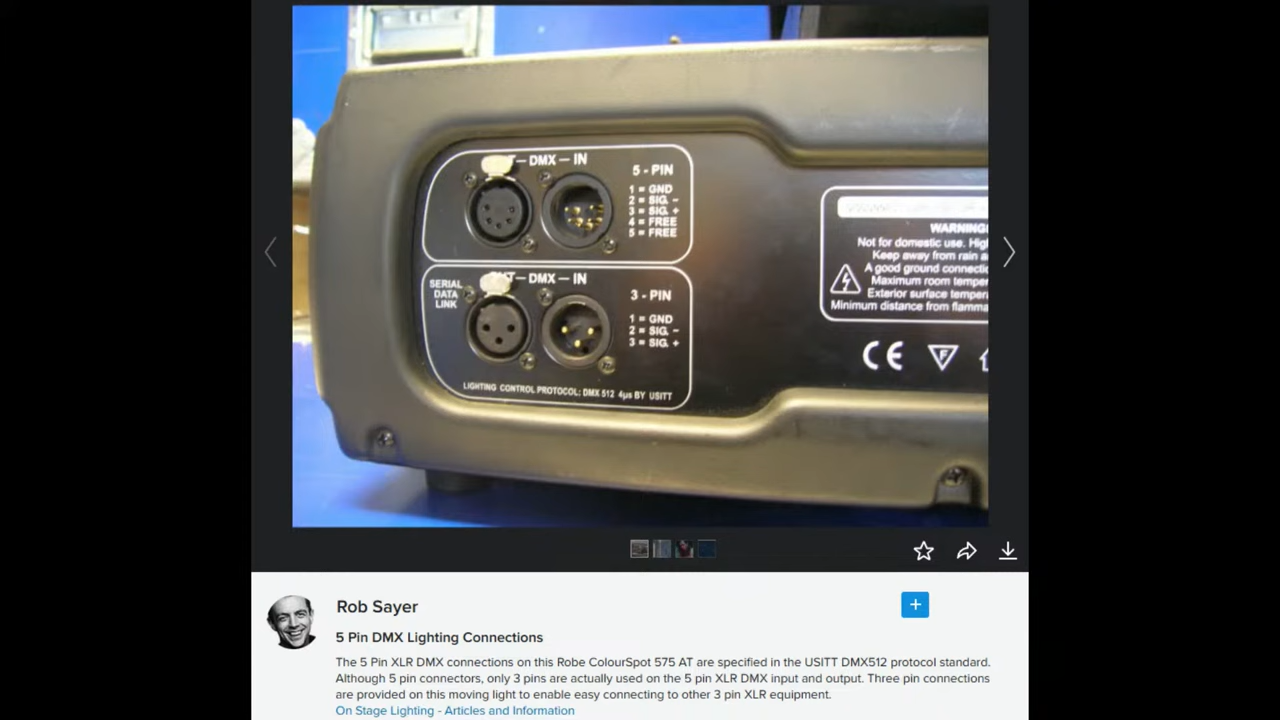 DMX — IN
5 - PIN
1 = GND
2 = SIG. -
3 = SIG. +
4 = FREE
5 = FREE
DMX — IN
SERIAL
DATA
LINK
3 - PIN
1 = GND
2 = SIG. -
3 = SIG. +
LIGHTING CONTROL PROTOCOL: DMX 512 4µs BY USITT
WARNING
Not for domestic use.
Keep away from rain
A good ground
Maximum room
Exterior surface
Minimum distance from
CE
F
Rob Sayer
+
5 Pin DMX Lighting Connections
The 5 Pin XLR DMX connections on this Robe ColourSpot 575 AT are specified in the USITT DMX512 protocol standard.
Although 5 pin connectors, only 3 pins are actually used on the 5 pin XLR DMX input and output. Three pin connections
are provided on this moving light to enable easy connecting to other 3 pin XLR equipment.
On Stage Lighting - Articles and Information